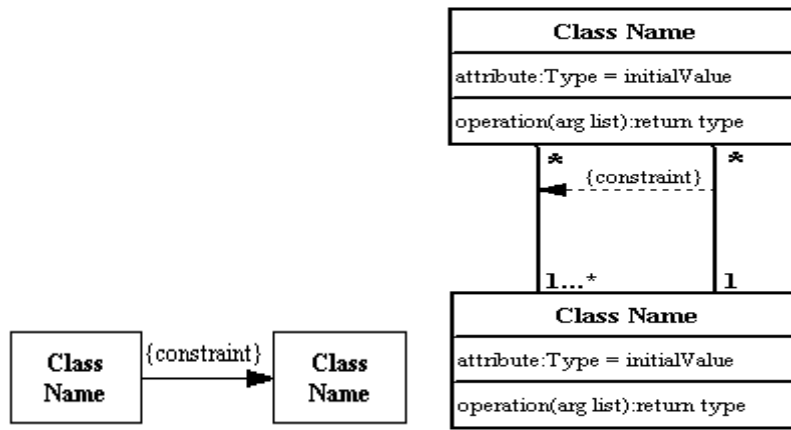 Class Name
attribute:Type = initialValue
operation(arg list):return type
* *
{constraint}
1...* 1
Class Name
attribute:Type = initialValue
operation(arg list):return type
Class
Name
{constraint}
Class
Name